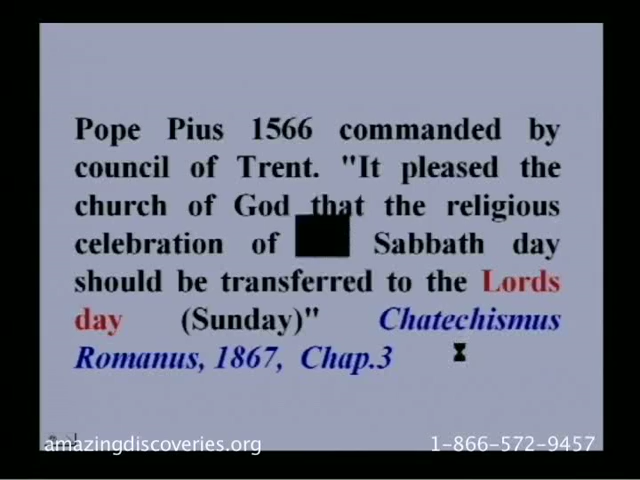 Pope Pius 1566 commanded by
council of Trent. "It pleased the
church of God that the religious
celebration of Sabbath day
should be transferred to the Lords
day (Sunday)" Chatechismus
Romanus, 1867, Chap.3
amazingdiscoveries.org 1-866-572-9457